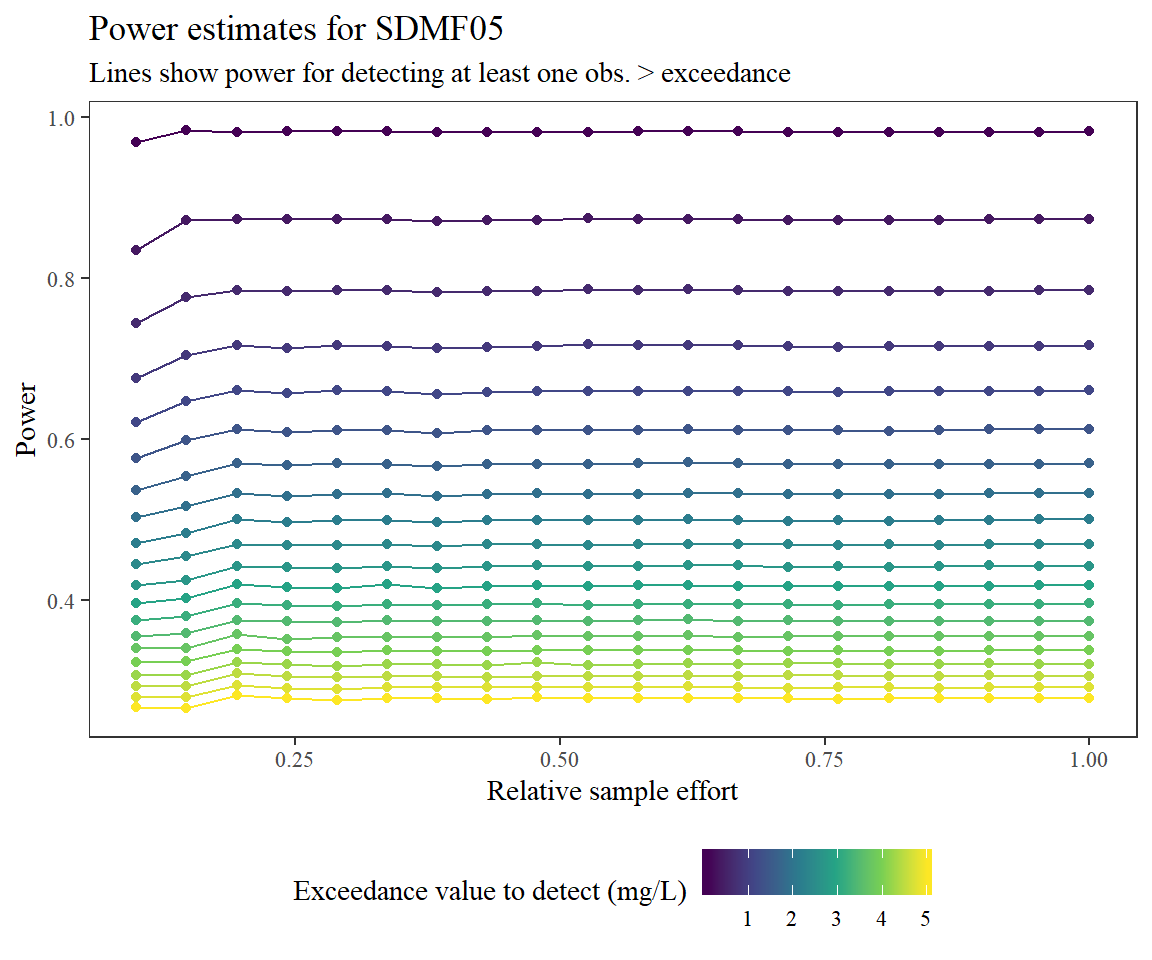 Power estimates for SDMF05
Lines show power for detecting at least one obs. > exceedance
1.0
0.8
0.6
0.4
Power
0.25 0.50 0.75 1.00
Relative sample effort
Exceedance value to detect (mg/L)
1 2 3 4 5